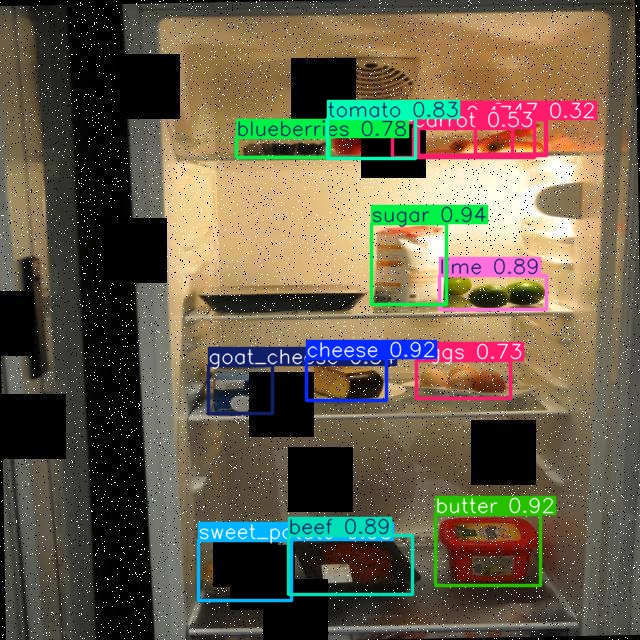 tomato 0.83
0.32
blueberries 0.78
carrot 0.53
sugar 0.94
lime 0.89
cheese 0.92
0.73
butter 0.92
beef 0.89